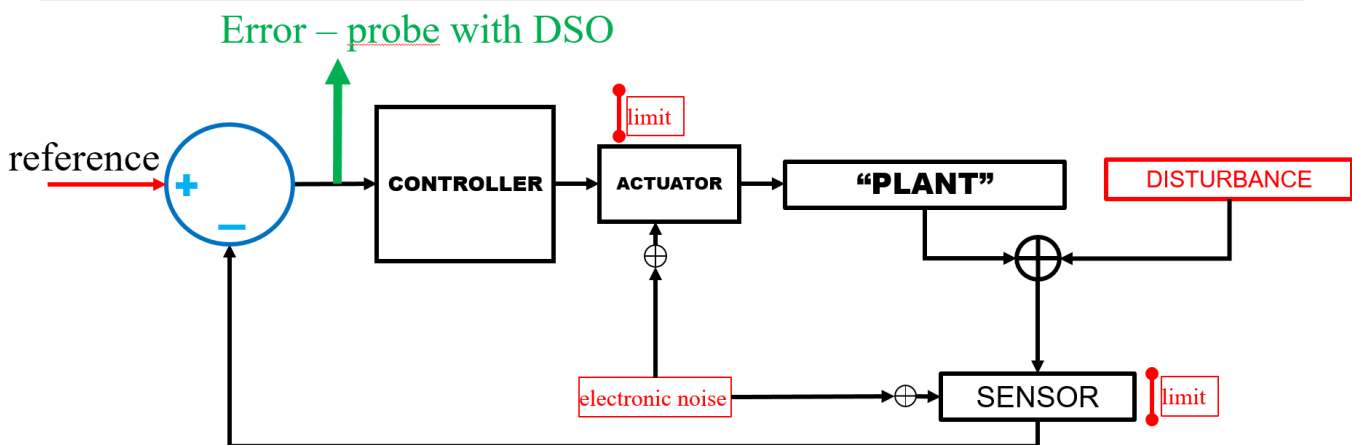 Error – probe with DSO
limit
reference
+
CONTROLLER
ACTUATOR
“PLANT”
DISTURBANCE
–
electronic noise
SENSOR
limit